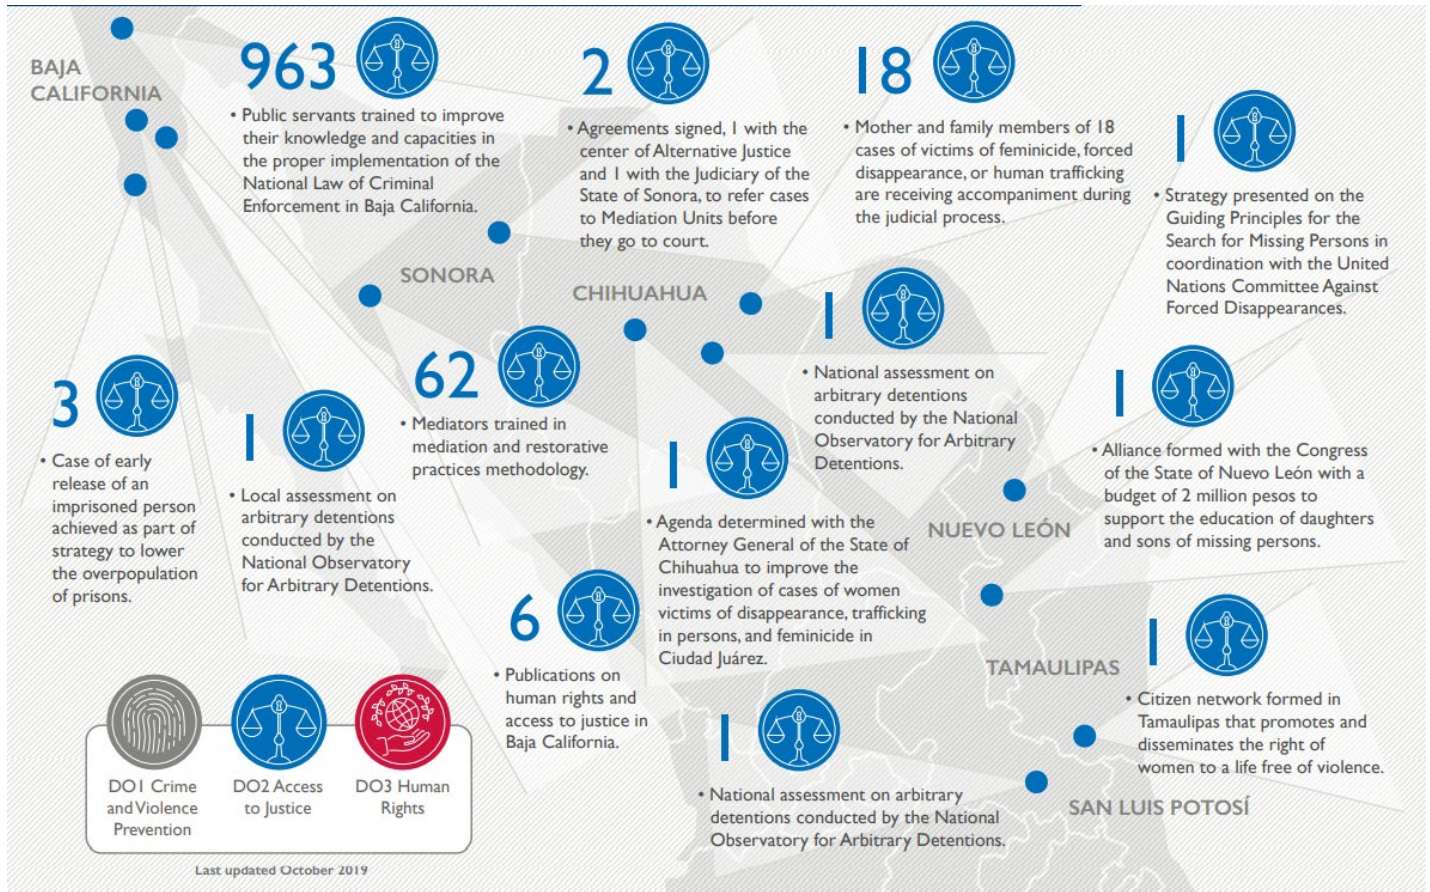 BAJA
CALIFORNIA
963
• Public servants trained to improve
their knowledge and capacities in
the proper implementation of the
National Law of Criminal
Enforcement in Baja California.
2
• Agreements signed, 1 with the
center of Alternative Justice
and 1 with the Judiciary of the
State of Sonora, to refer cases
to Mediation Units before
they go to court.
18
• Mother and family members of 18
cases of victims of feminicide, forced
disappearance, or human trafficking
are receiving accompaniment during
the judicial process.
1
• Strategy presented on the
Guiding Principles for the
Search for Missing Persons in
coordination with the United
Nations Committee Against
Forced Disappearances.
SONORA
CHIHUAHUA
3
• Case of early
release of an
imprisoned person
achieved as part of
strategy to lower
the overpopulation
of prisons.
1
• Local assessment on
arbitrary detentions
conducted by the
National Observatory
for Arbitrary Detentions.
62
• Mediators trained in
mediation and restorative
practices methodology.
1
• National assessment on
arbitrary detentions
conducted by the National
Observatory for Arbitrary
Detentions.
1
• Alliance formed with the Congress
of the State of Nuevo León with a
budget of 2 million pesos to
support the education of daughters
and sons of missing persons.
1
• Agenda determined with the
Attorney General of the State of
Chihuahua to improve the
investigation of cases of women
victims of disappearance, trafficking
in persons, and feminicide in
Ciudad Juárez.
NUEVO LEÓN
6
• Publications on
human rights and
access to justice in
Baja California.
TAMAULIPAS
1
• Citizen network formed in
Tamaulipas that promotes and
disseminates the right of
women to a life free of violence.
1
• National assessment on arbitrary
detentions conducted by the National
Observatory for Arbitrary Detentions.
SAN LUIS POTOSÍ
DO1 Crime
and Violence
Prevention
DO2 Access
to Justice
DO3 Human
Rights
Last updated October 2019